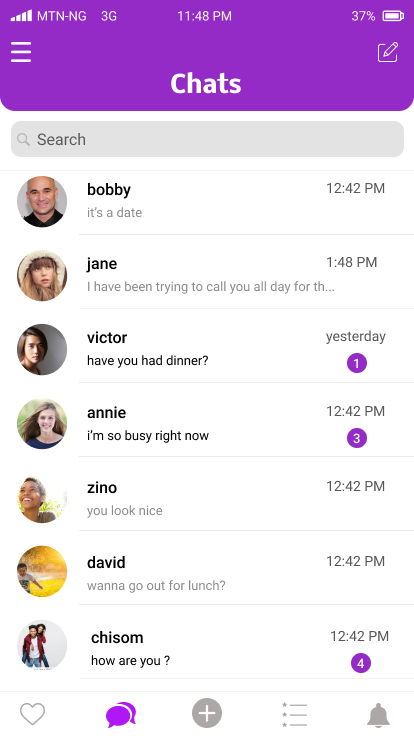 MTN-NG 3G 11:48 PM 37%
Chats
Search
bobby 12:42 PM
it's a date
jane 1:48 PM
I have been trying to call you all day for th...
victor yesterday
have you had dinner? 1
annie 12:42 PM
i'm so busy right now 3
zino 12:42 PM
you look nice
david 12:42 PM
wanna go out for lunch?
chisom 12:42 PM
how are you ? 4